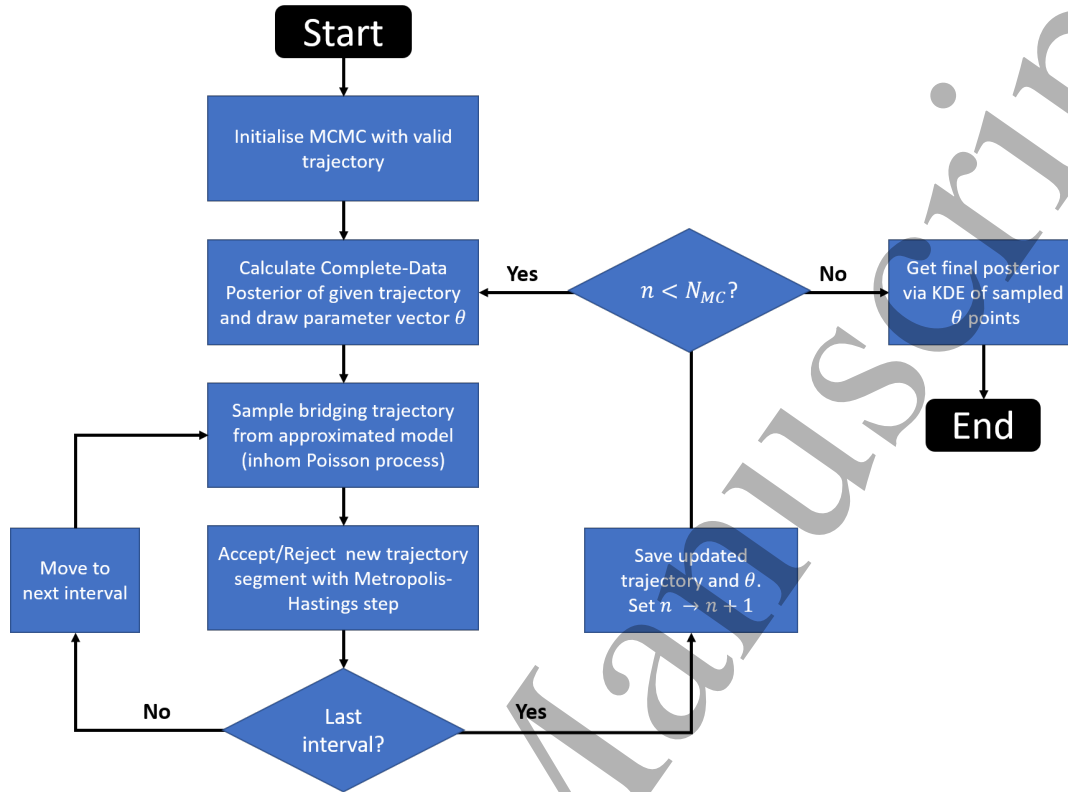 Start
Initialise MCMC with valid
trajectory
Calculate Complete-Data
Posterior of given trajectory
and draw parameter vector θ
Yes
n < N_{MC}?
No
Get final posterior
via KDE of sampled
θ points
End
Sample bridging trajectory
from approximated model
(inhom Poisson process)
Move to
next interval
Accept/Reject new trajectory
segment with Metropolis-
Hastings step
Save updated
trajectory and θ.
Set n → n + 1
No
Last
interval?
Yes
Manuscrip